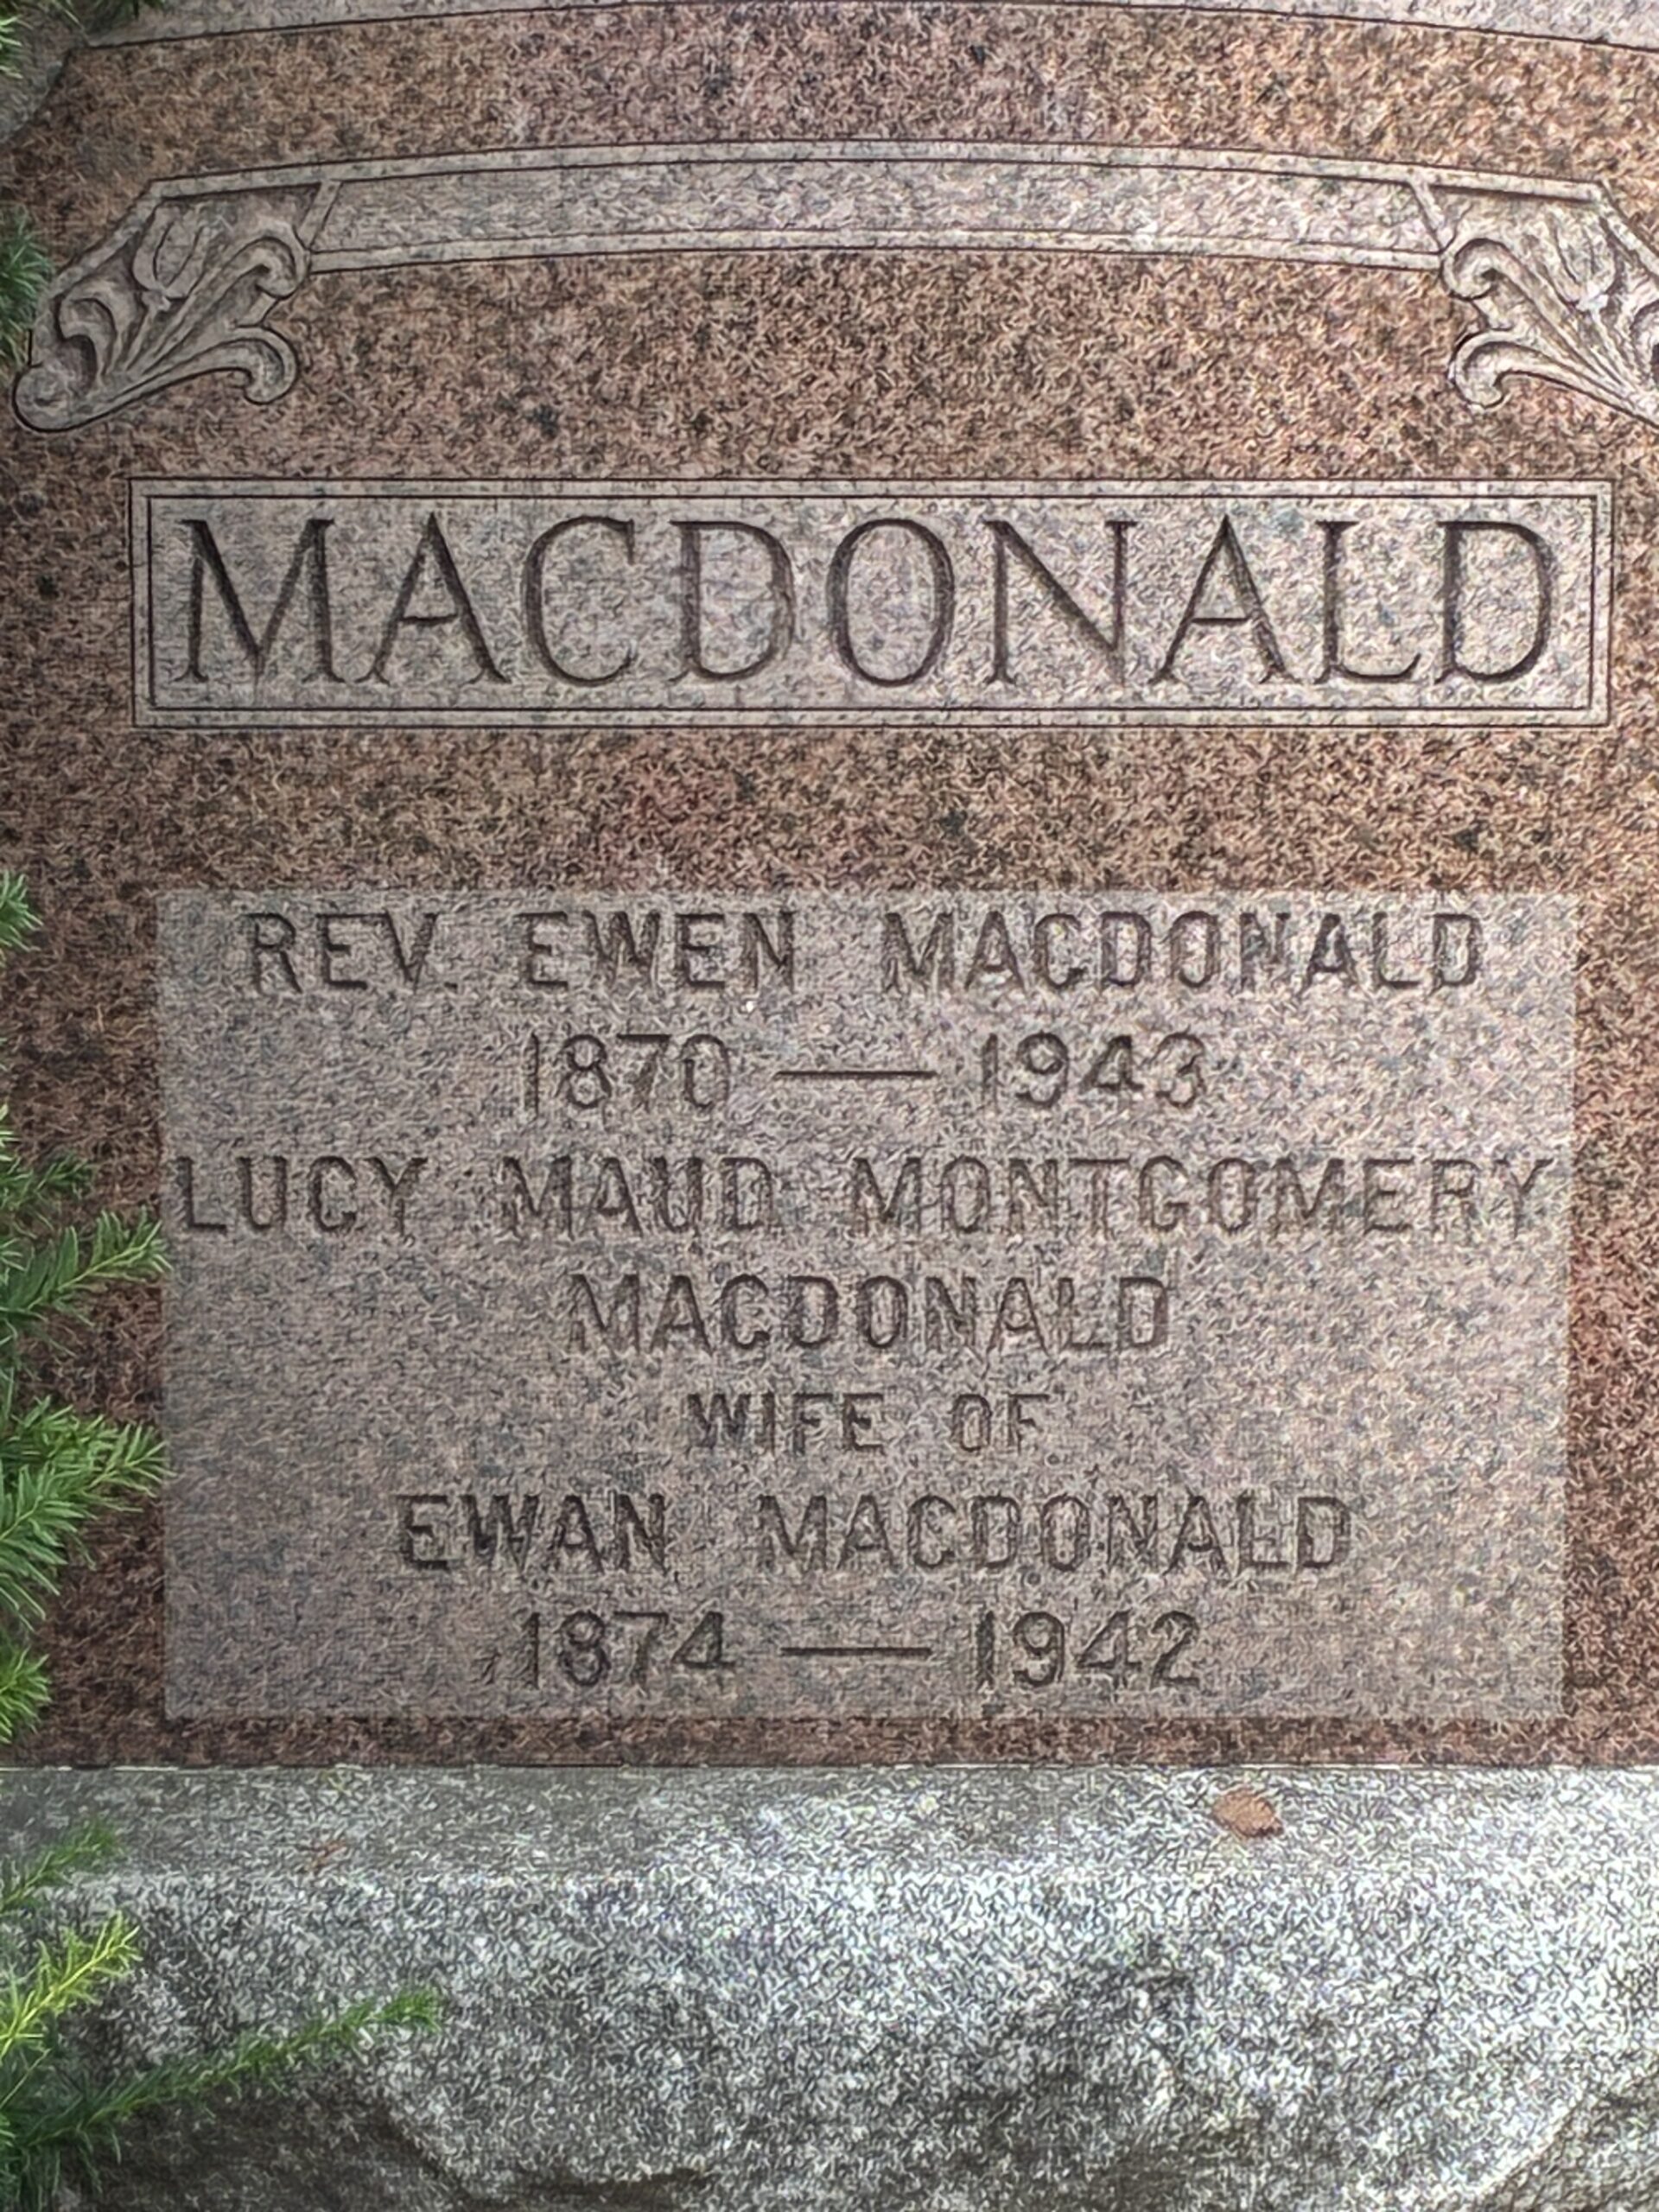 MACDONALD
REV. EWEN MACDONALD
1870 — 1943
LUCY MAUD MONTGOMERY
MACDONALD
WIFE OF
EWAN MACDONALD
1874 — 1942